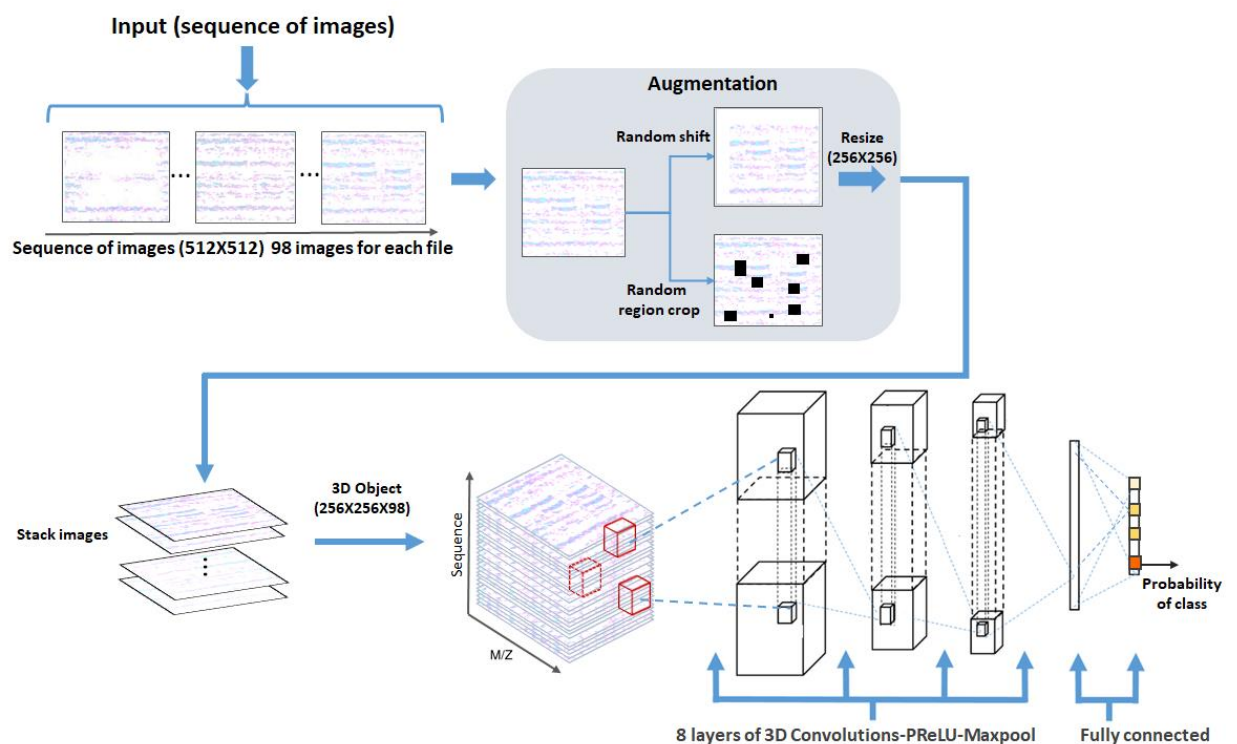 Input (sequence of images)
Sequence of images (512X512) 98 images for each file
Augmentation
Random shift
Resize
(256X256)
Random
region crop
Stack images
3D Object
(256X256X98)
Sequence
M/Z
Probability
of class
8 layers of 3D Convolutions-PReLU-Maxpool
Fully connected